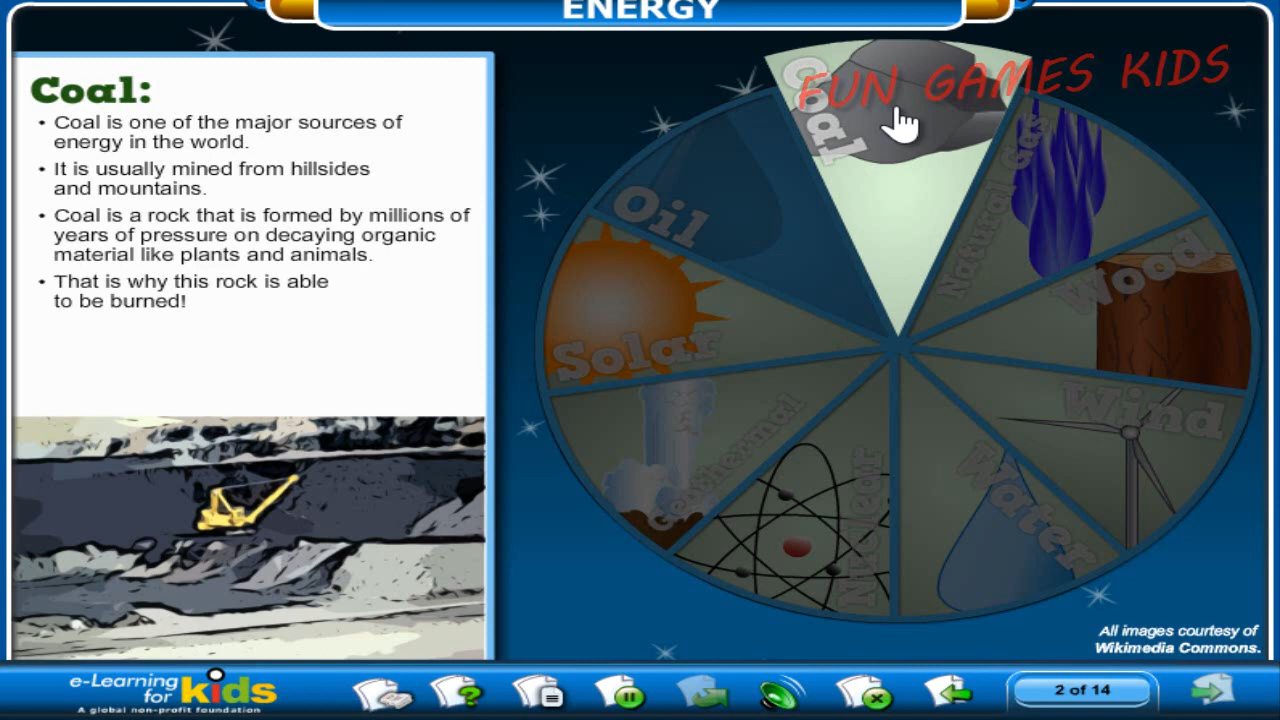 ENERGY
FUN GAMES KIDS
Coal:
• Coal is one of the major sources of
energy in the world.
• It is usually mined from hillsides
and mountains.
• Coal is a rock that is formed by millions of
years of pressure on decaying organic
material like plants and animals.
• That is why this rock is able
to be burned!
Coal
Natural Gas
Wood
Wind
Water
Nuclear
Geothermal
Solar
Oil
All images courtesy of
Wikimedia Commons.
e-Learning
for kids
A global non-profit foundation
2 of 14